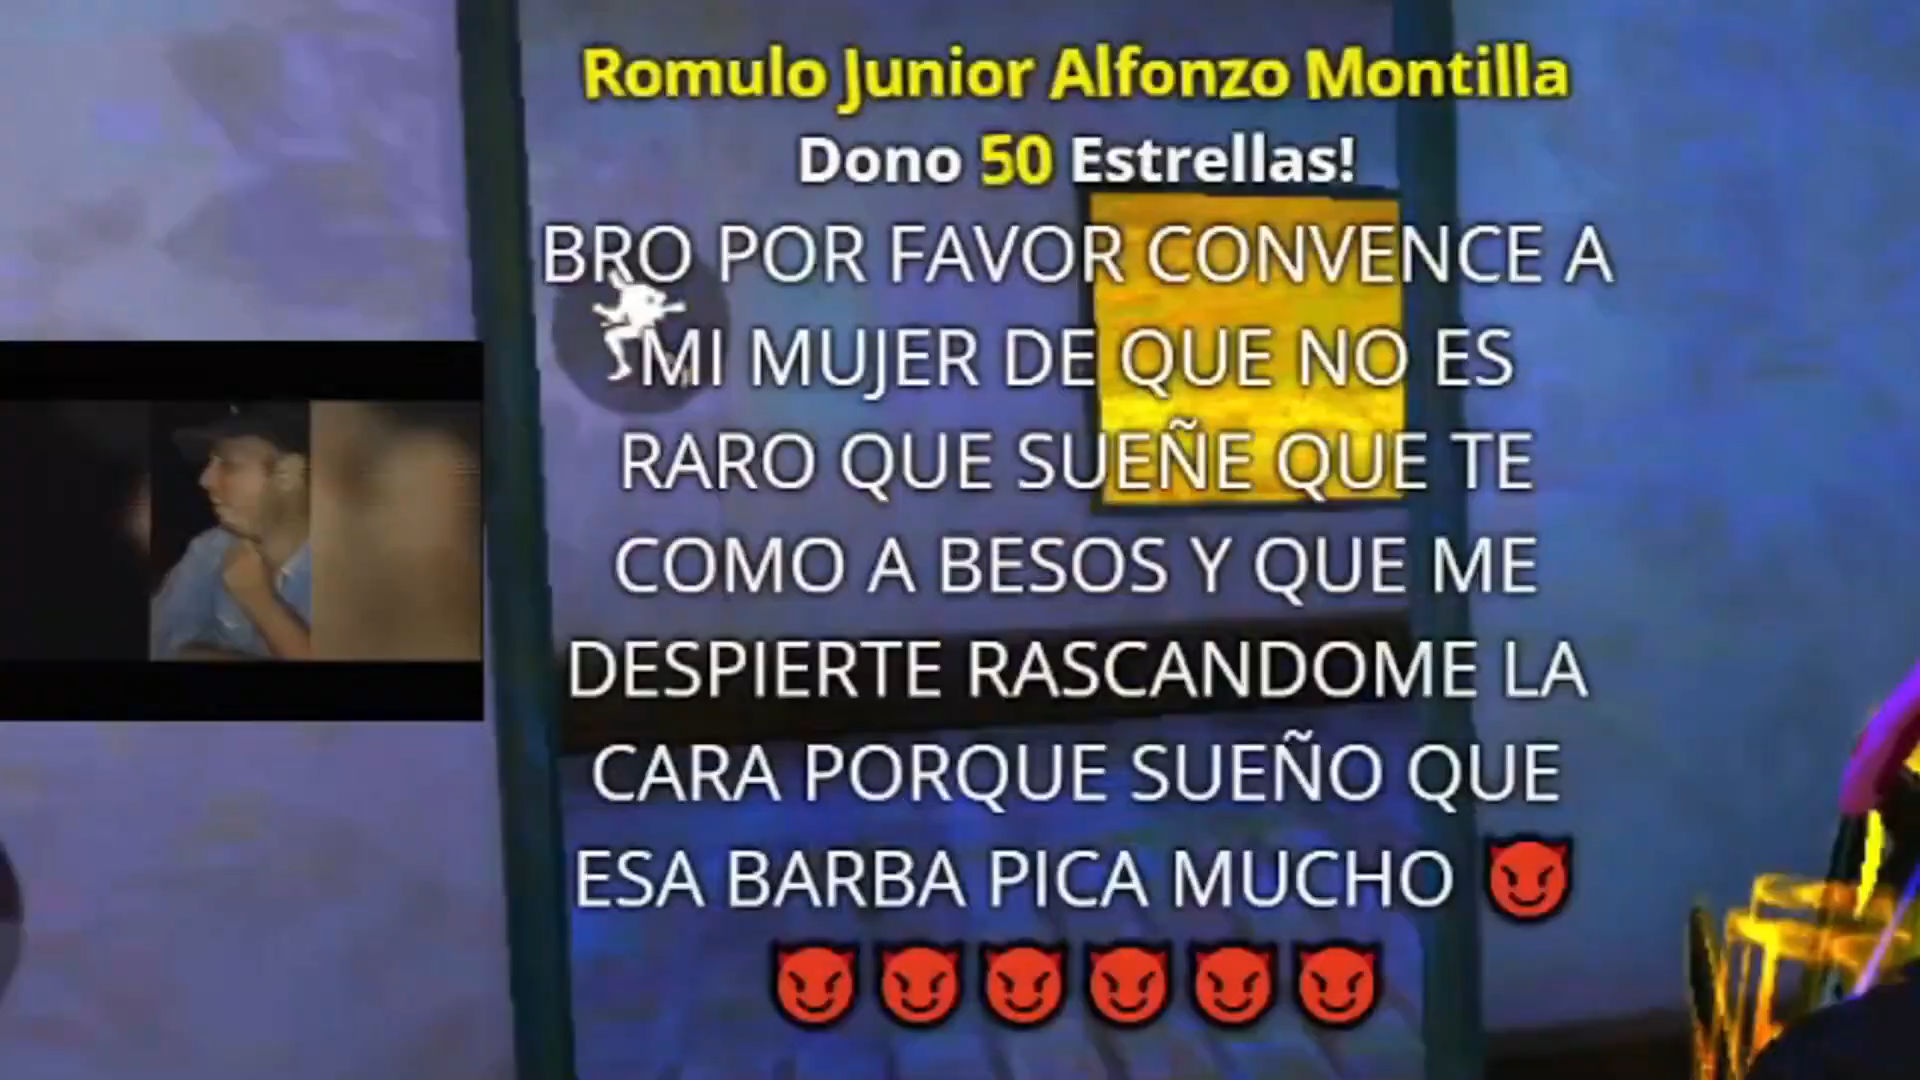 Romulo Junior Alfonzo Montilla
Dono 50 Estrellas!
BRO POR FAVOR CONVENCE A
MI MUJER DE QUE NO ES
RARO QUE SUEÑE QUE TE
COMO A BESOS Y QUE ME
DESPIERTE RASCANDOME LA
CARA PORQUE SUEÑO QUE
ESA BARBA PICA MUCHO 😈
😈😈😈😈😈😈